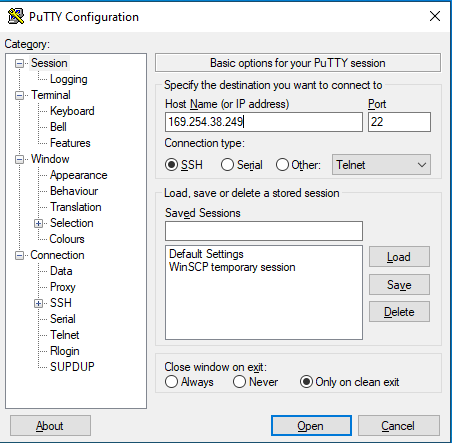 PuTTY Configuration
Category:
Session
Logging
Terminal
Keyboard
Bell
Features
Window
Appearance
Behaviour
Translation
Selection
Colours
Connection
Data
Proxy
SSH
Serial
Telnet
Rlogin
SUPDUP
Basic options for your PuTTY session
Specify the destination you want to connect to
Host Name (or IP address) Port
169.254.38.249 22
Connection type:
SSH Serial Other: Telnet
Load, save or delete a stored session
Saved Sessions
Default Settings
WinSCP temporary session
Load
Save
Delete
Close window on exit:
Always Never Only on clean exit
About Open Cancel